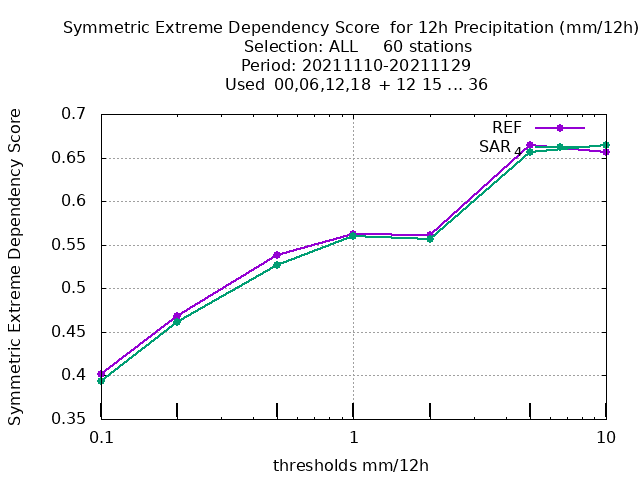 Symmetric Extreme Dependency Score for 12h Precipitation (mm/12h)
Selection: ALL 60 stations
Period: 20211110-20211129
Used 00,06,12,18 + 12 15 ... 36
Symmetric Extreme Dependency Score
0.7
0.65
0.6
0.55
0.5
0.45
0.4
0.35
REF
SAR4
0.1
1
10
thresholds mm/12h